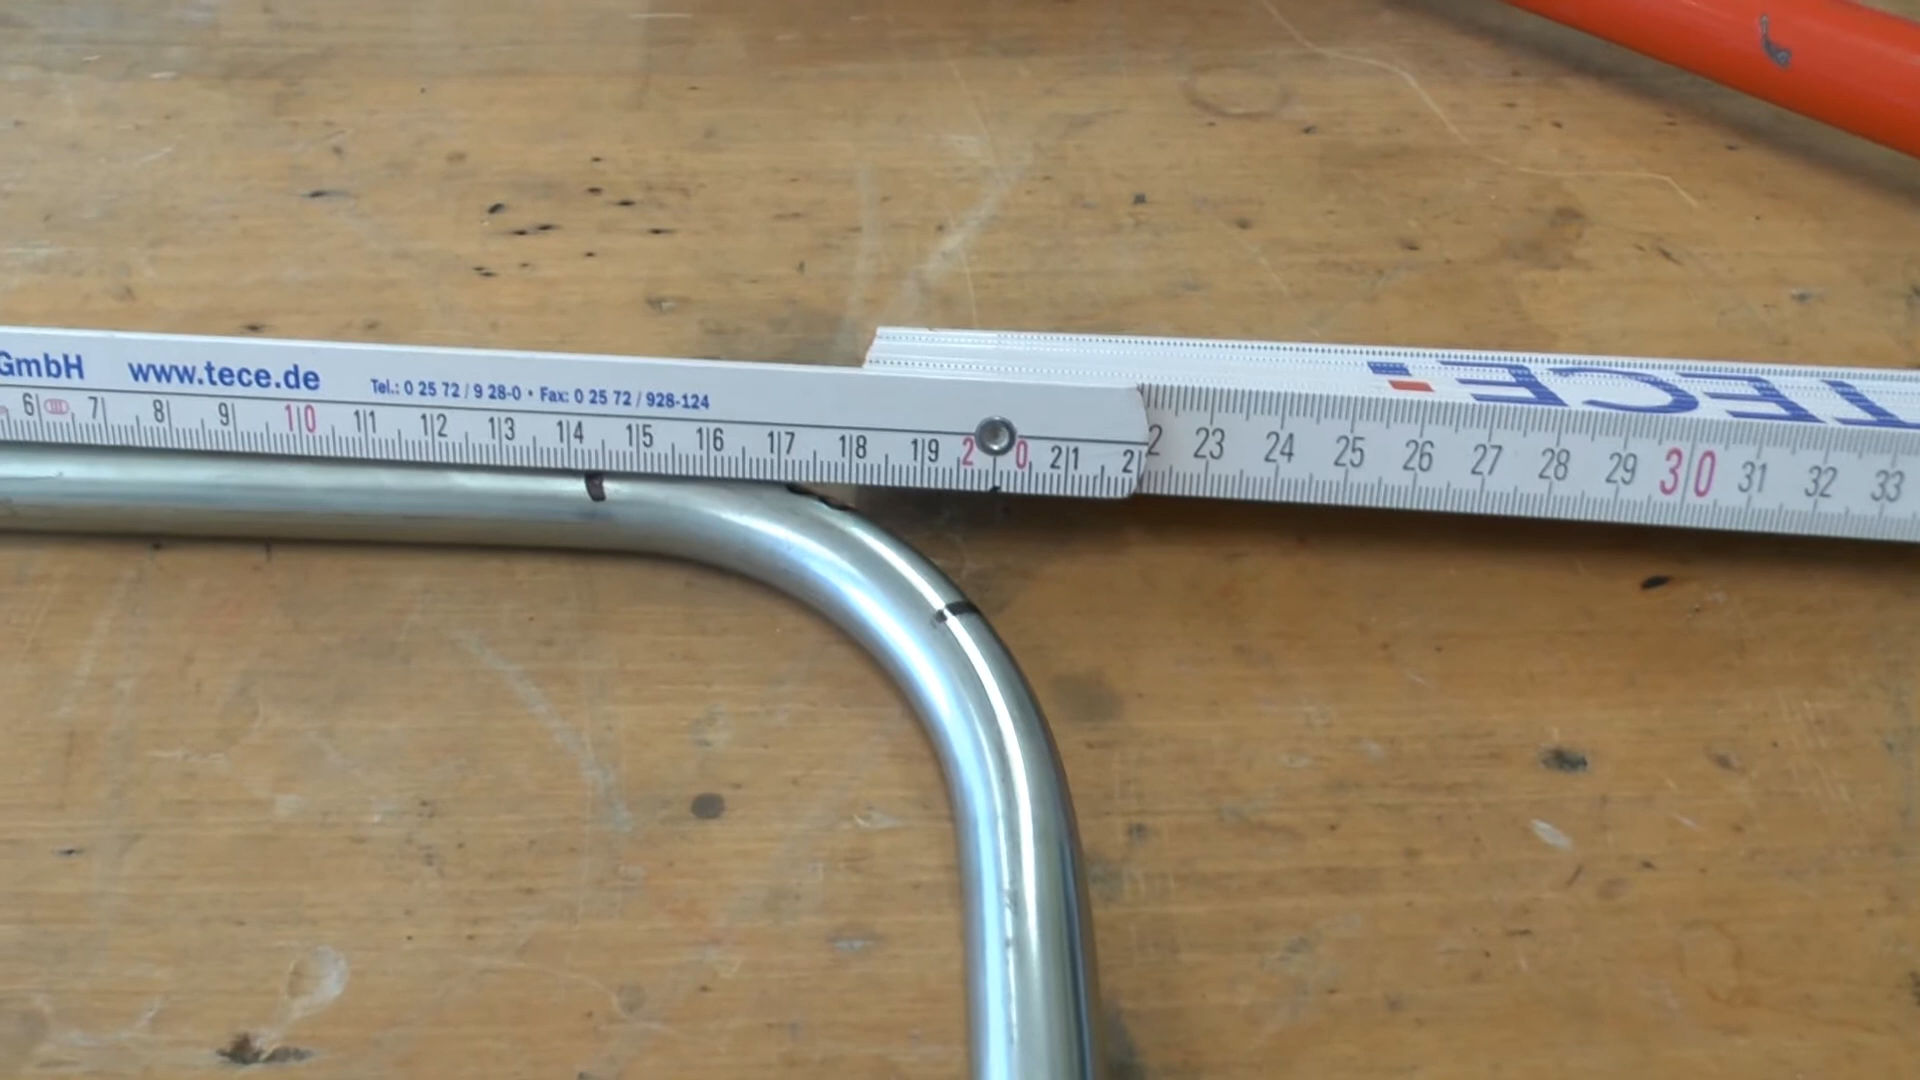 GmbH www.tece.de Tel.: 0 25 72 / 9 28-0 • Fax: 0 25 72 / 928-124
6 7 8 9 10 11 12 13 14 15 16 17 18 19 20 21 2
TECE
2 23 24 25 26 27 28 29 30 31 32 33